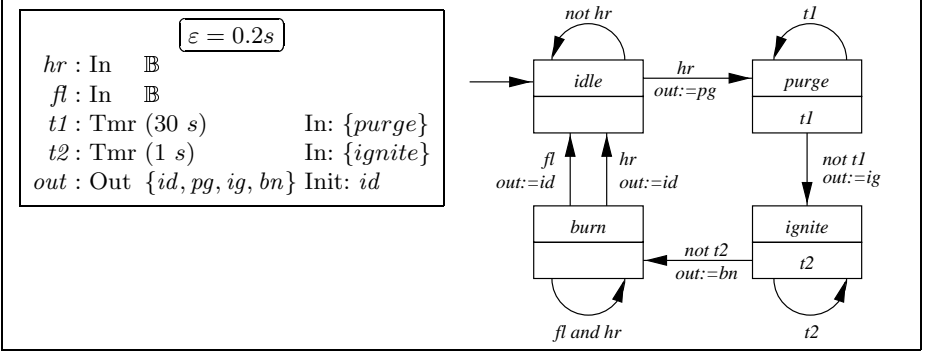 ε = 0.2s
hr : In 𝔹
fl : In 𝔹
t1 : Tmr (30 s) In: {purge}
t2 : Tmr (1 s) In: {ignite}
out : Out {id, pg, ig, bn} Init: id
not hr
t1
idle
hr
out:=pg
purge
t1
fl
out:=id
hr
out:=id
not t1
out:=ig
burn
not t2
out:=bn
ignite
t2
fl and hr
t2